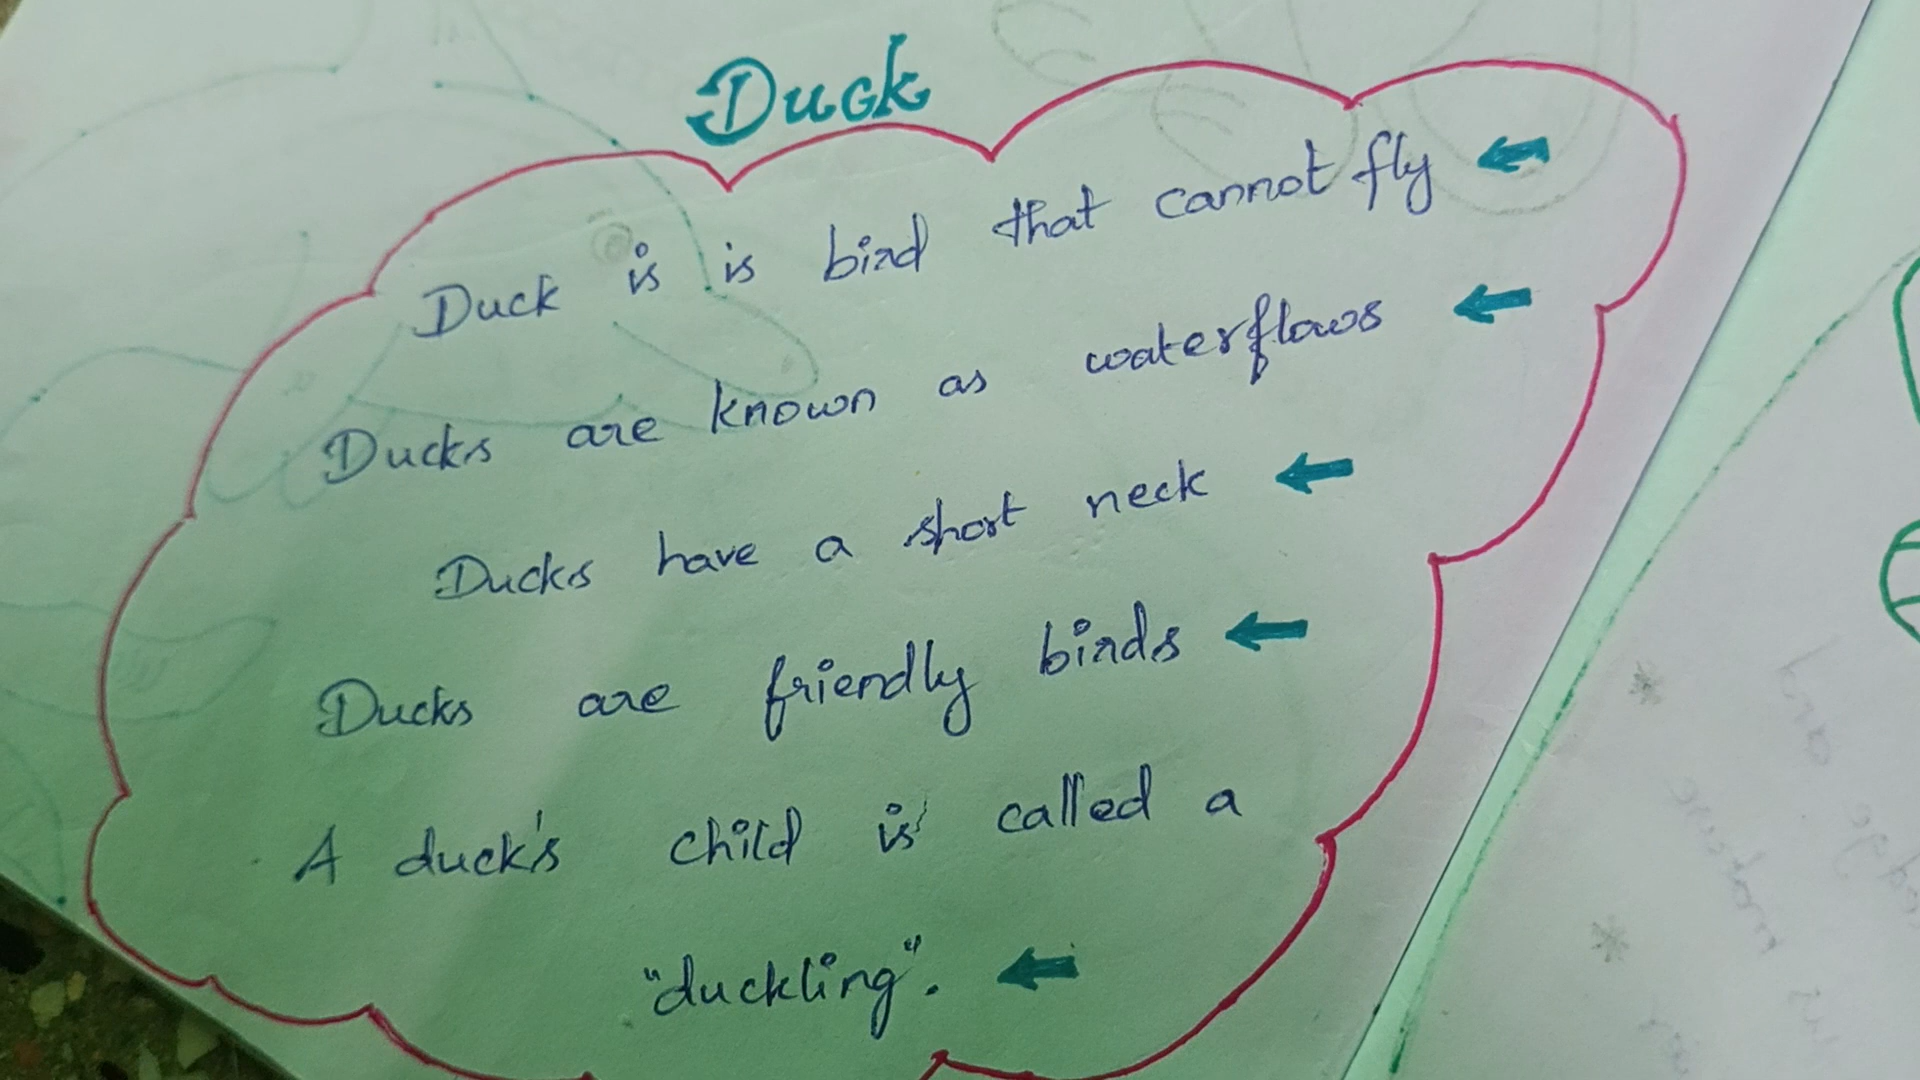 Duck
Duck is is bird that cannot fly
Ducks are known as waterflows
Ducks have a short neck
Ducks are friendly birds
A duck's child is called a
"duckling".